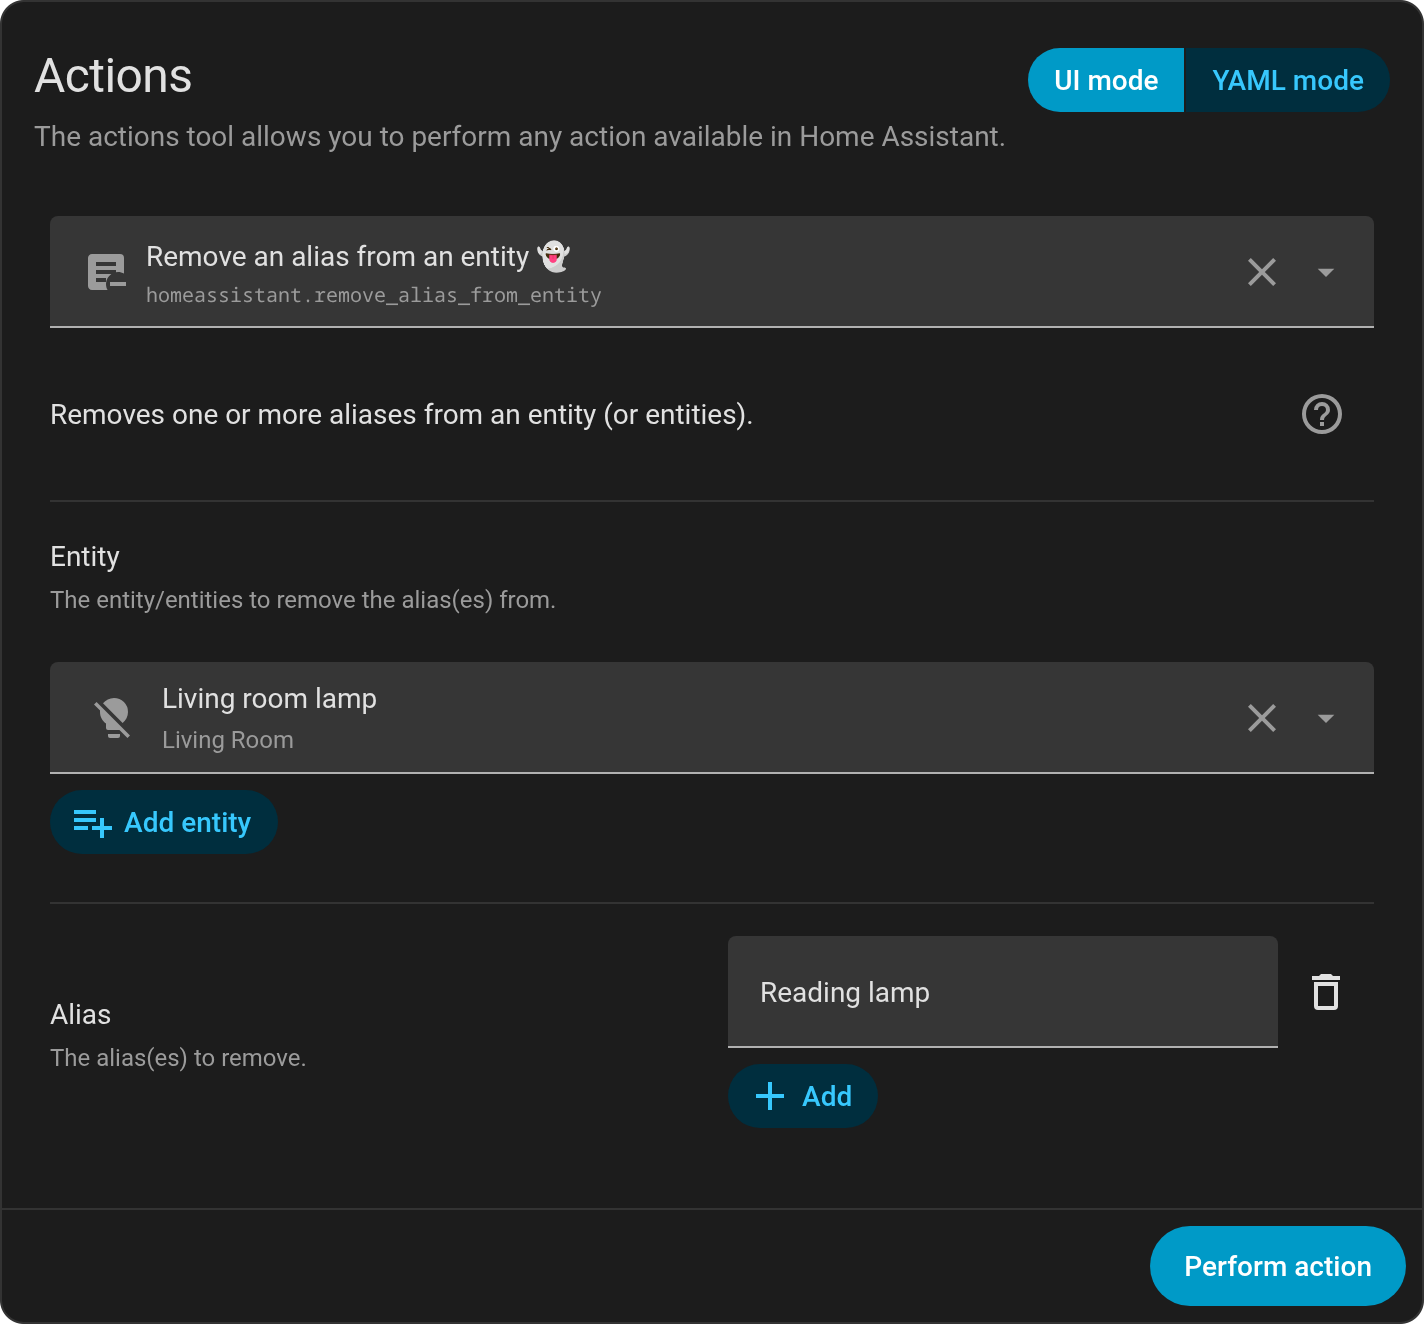 Actions
UI mode
YAML mode
The actions tool allows you to perform any action available in Home Assistant.
Remove an alias from an entity 👻
homeassistant.remove_alias_from_entity
Removes one or more aliases from an entity (or entities).
Entity
The entity/entities to remove the alias(es) from.
Living room lamp
Living Room
Add entity
Alias
The alias(es) to remove.
Reading lamp
Add
Perform action